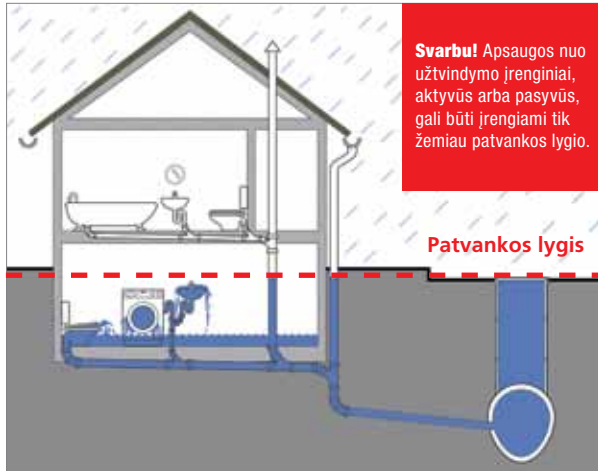 Svarbu! Apsaugos nuo
užtvindymo įrenginiai,
aktyvūs arba pasyvūs,
gali būti įrengiami tik
žemiau patvankos lygio.
Patvankos lygis